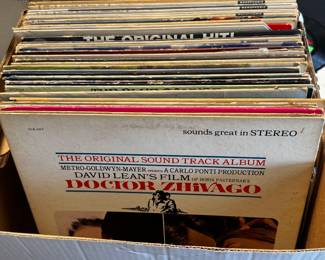 THE ORIGINAL HIT
sounds great in STEREO
THE ORIGINAL SOUND TRACK ALBUM
METRO-GOLDWYN-MAYER PRESENTS A CARLO PONTI PRODUCTION
DAVID LEAN'S FILM OF BORIS PASTERNAK'S
DOCTOR ZHIVAGO